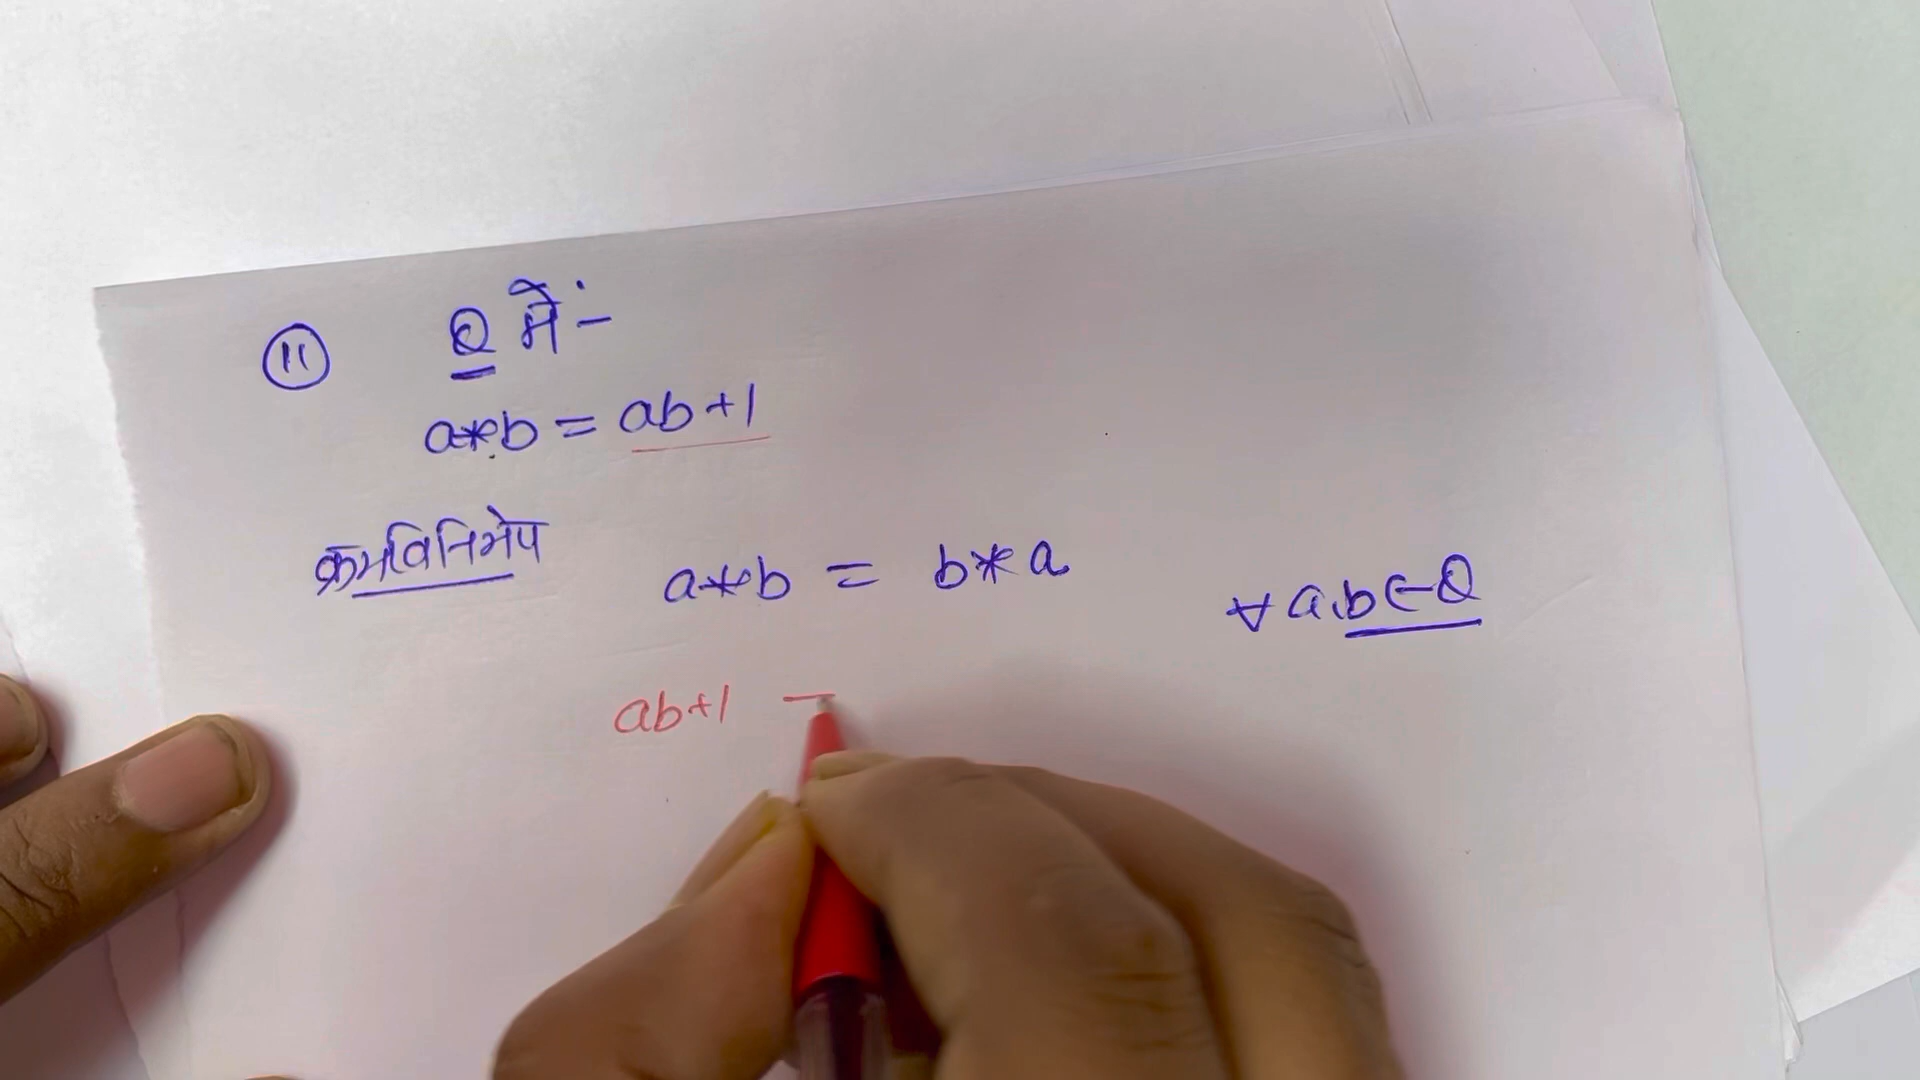 (11) Q में :-
a*b = ab+1
क्रमविनिमेय a*b = b*a ∀ a,b ∈ Q
ab+1 =